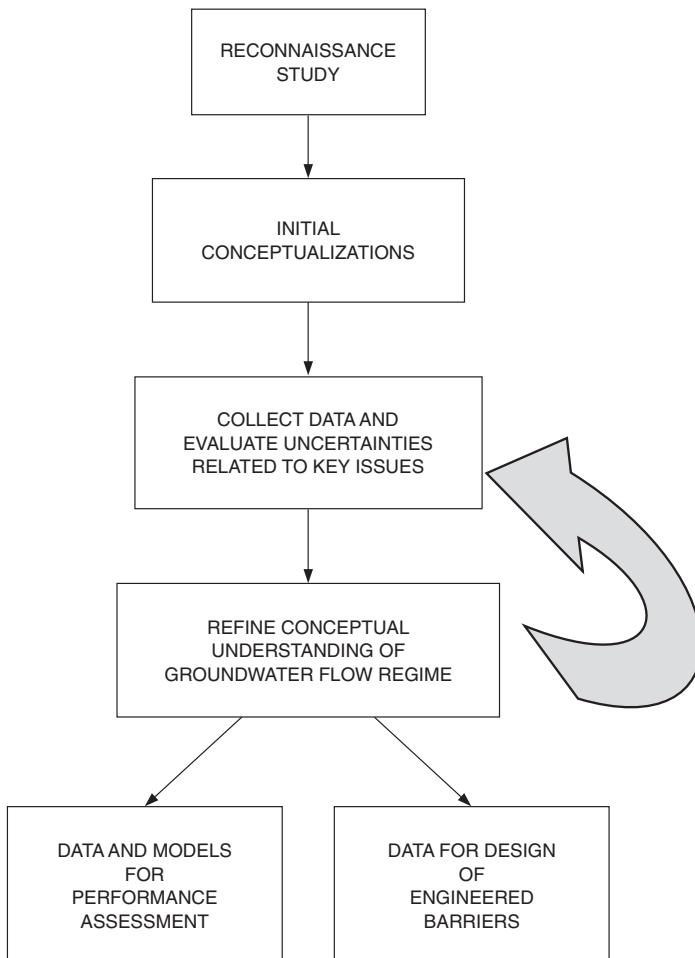 RECONNAISSANCE
STUDY
INITIAL
CONCEPTUALIZATIONS
COLLECT DATA AND
EVALUATE UNCERTAINTIES
RELATED TO KEY ISSUES
REFINE CONCEPTUAL
UNDERSTANDING OF
GROUNDWATER FLOW REGIME
DATA AND MODELS
FOR
PERFORMANCE
ASSESSMENT
DATA FOR DESIGN
OF
ENGINEERED
BARRIERS